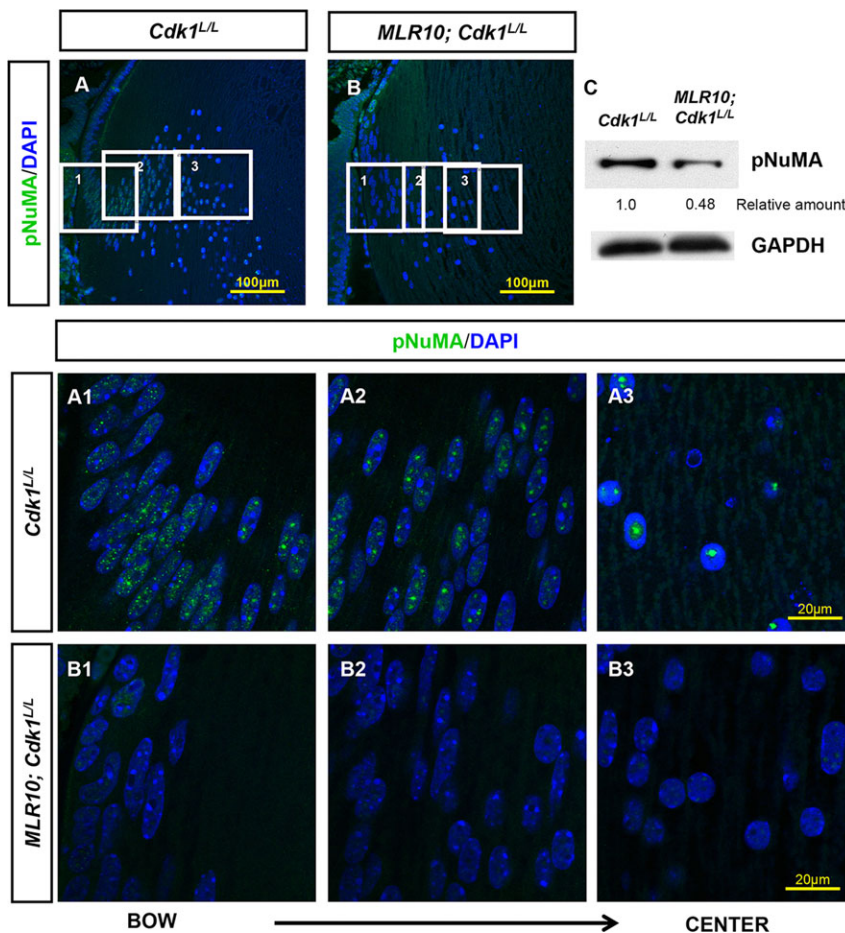 Cdk1L/L
MLR10; Cdk1L/L
pNuMA/DAPI
A
1
2
3
100µm
B
1
2
3
100µm
C
Cdk1L/L
MLR10;
Cdk1L/L
pNuMA
1.0 0.48 Relative amount
GAPDH
pNuMA/DAPI
Cdk1L/L
A1
A2
A3
20µm
MLR10; Cdk1L/L
B1
B2
B3
20µm
BOW
CENTER